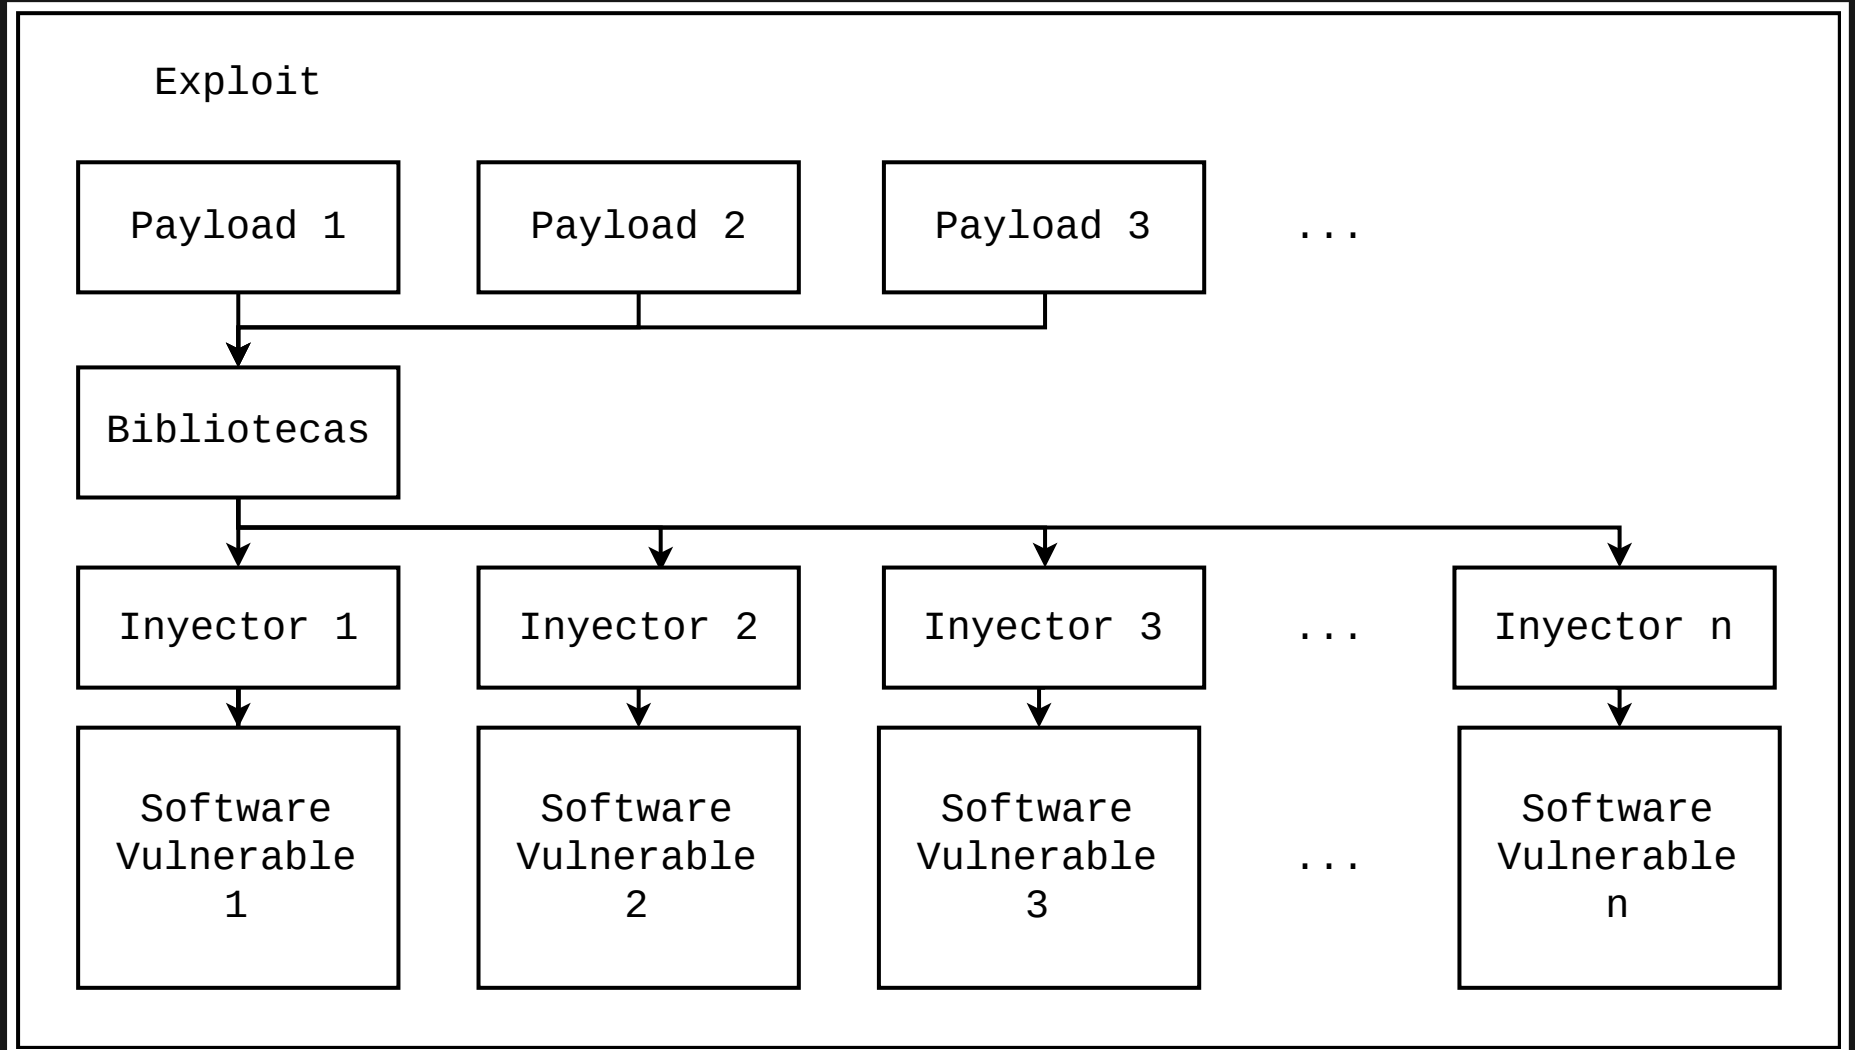 Exploit
Payload 1
Payload 2
Payload 3
...
Bibliotecas
Inyector 1
Inyector 2
Inyector 3
...
Inyector n
Software
Vulnerable
1
Software
Vulnerable
2
Software
Vulnerable
3
...
Software
Vulnerable
n